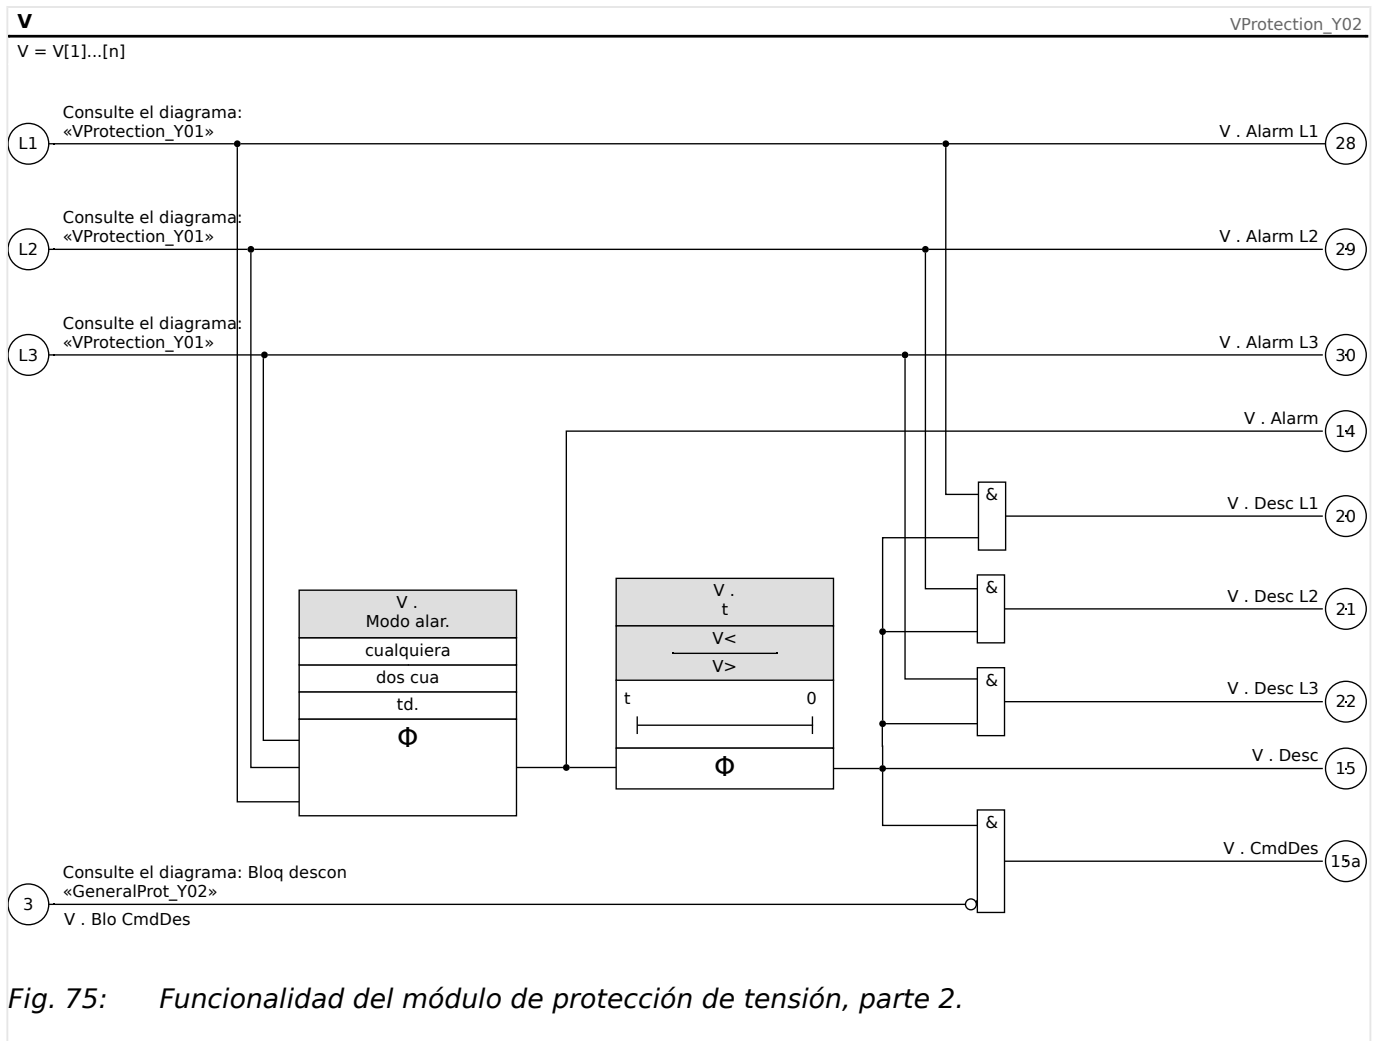 V
VProtection_Y02
V = V[1]...[n]
Consulte el diagrama:
«VProtection_Y01»
L1
V . Alarm L1
28
Consulte el diagrama:
«VProtection_Y01»
L2
V . Alarm L2
29
Consulte el diagrama:
«VProtection_Y01»
L3
V . Alarm L3
30
V . Alarm
14
&
V . Desc L1
20
&
V . Desc L2
21
&
V . Desc L3
22
V .
Modo alar.
cualquiera
dos cua
td.
Φ
V .
t
V<
V>
t 0
Φ
V . Desc
15
&
V . CmdDes
15a
Consulte el diagrama: Bloq descon
«GeneralProt_Y02»
3
V . Blo CmdDes
Fig. 75: Funcionalidad del módulo de protección de tensión, parte 2.